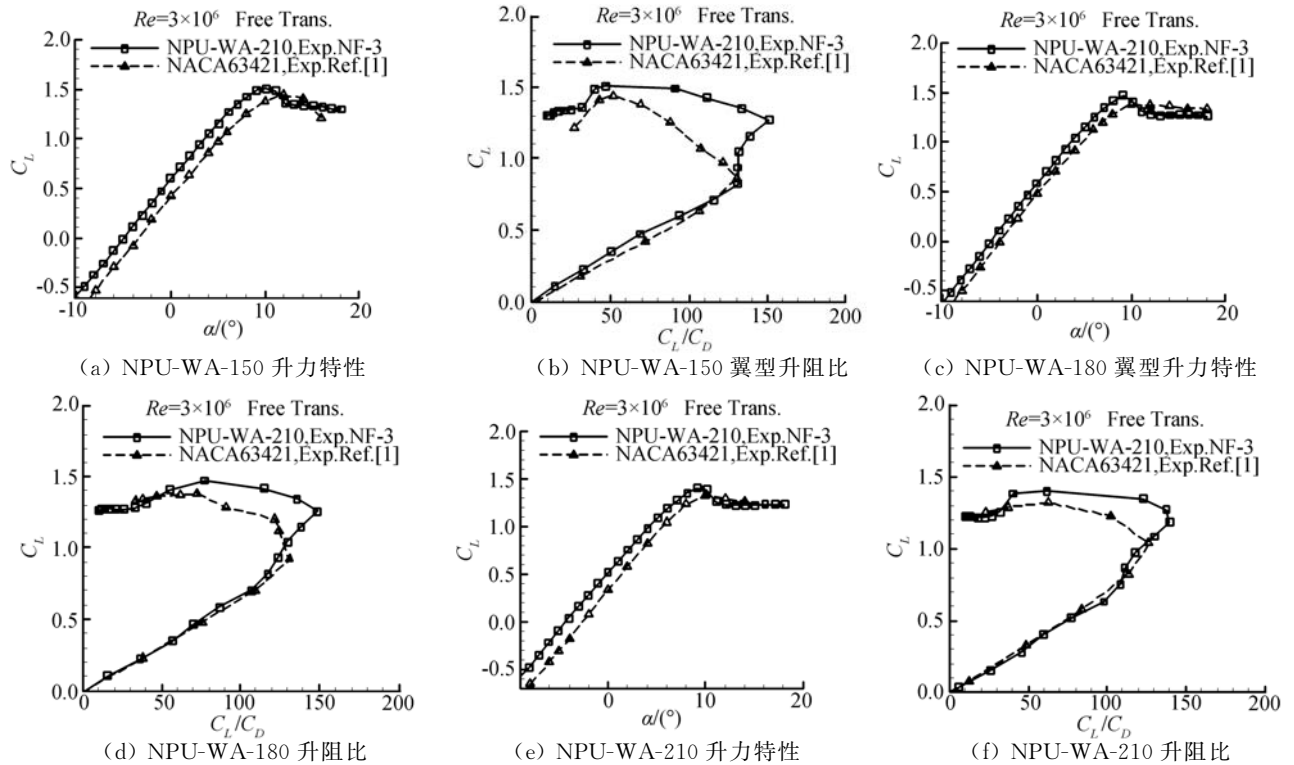 Re=3×10⁶ Free Trans.
NPU-WA-210,Exp.NF-3
NACA63421,Exp.Ref.[1]
2.0
1.5
1.0
0.5
0.0
-0.5
C_L
-10 0 10 20
α/(°)
(a) NPU-WA-150 升力特性
Re=3×10⁶ Free Trans.
NPU-WA-210,Exp.NF-3
NACA63421,Exp.Ref.[1]
2.0
1.5
1.0
0.5
0.0
C_L
0 50 100 150 200
C_L/C_D
(b) NPU-WA-150 翼型升阻比
Re=3×10⁶ Free Trans.
NPU-WA-210,Exp.NF-3
NACA63421,Exp.Ref.[1]
2.0
1.5
1.0
0.5
0.0
-0.5
C_L
-10 0 10 20
α/(°)
(c) NPU-WA-180 翼型升力特性
Re=3×10⁶ Free Trans.
NPU-WA-210,Exp.NF-3
NACA63421,Exp.Ref.[1]
2.0
1.5
1.0
0.5
0.0
C_L
0 50 100 200
C_L/C_D
(d) NPU-WA-180 升阻比
Re=3×10⁶ Free Trans.
NPU-WA-210,Exp.NF-3
NACA63421,Exp.Ref.[1]
2.0
1.5
1.0
0.5
0.0
-0.5
C_L
0 10 20
α/(°)
(e) NPU-WA-210 升力特性
Re=3×10⁶ Free Trans.
NPU-WA-210,Exp.NF-3
NACA63421,Exp.Ref.[1]
2.0
1.5
1.0
0.5
0.0
C_L
0 50 100 150 200
C_L/C_D
(f) NPU-WA-210 升阻比